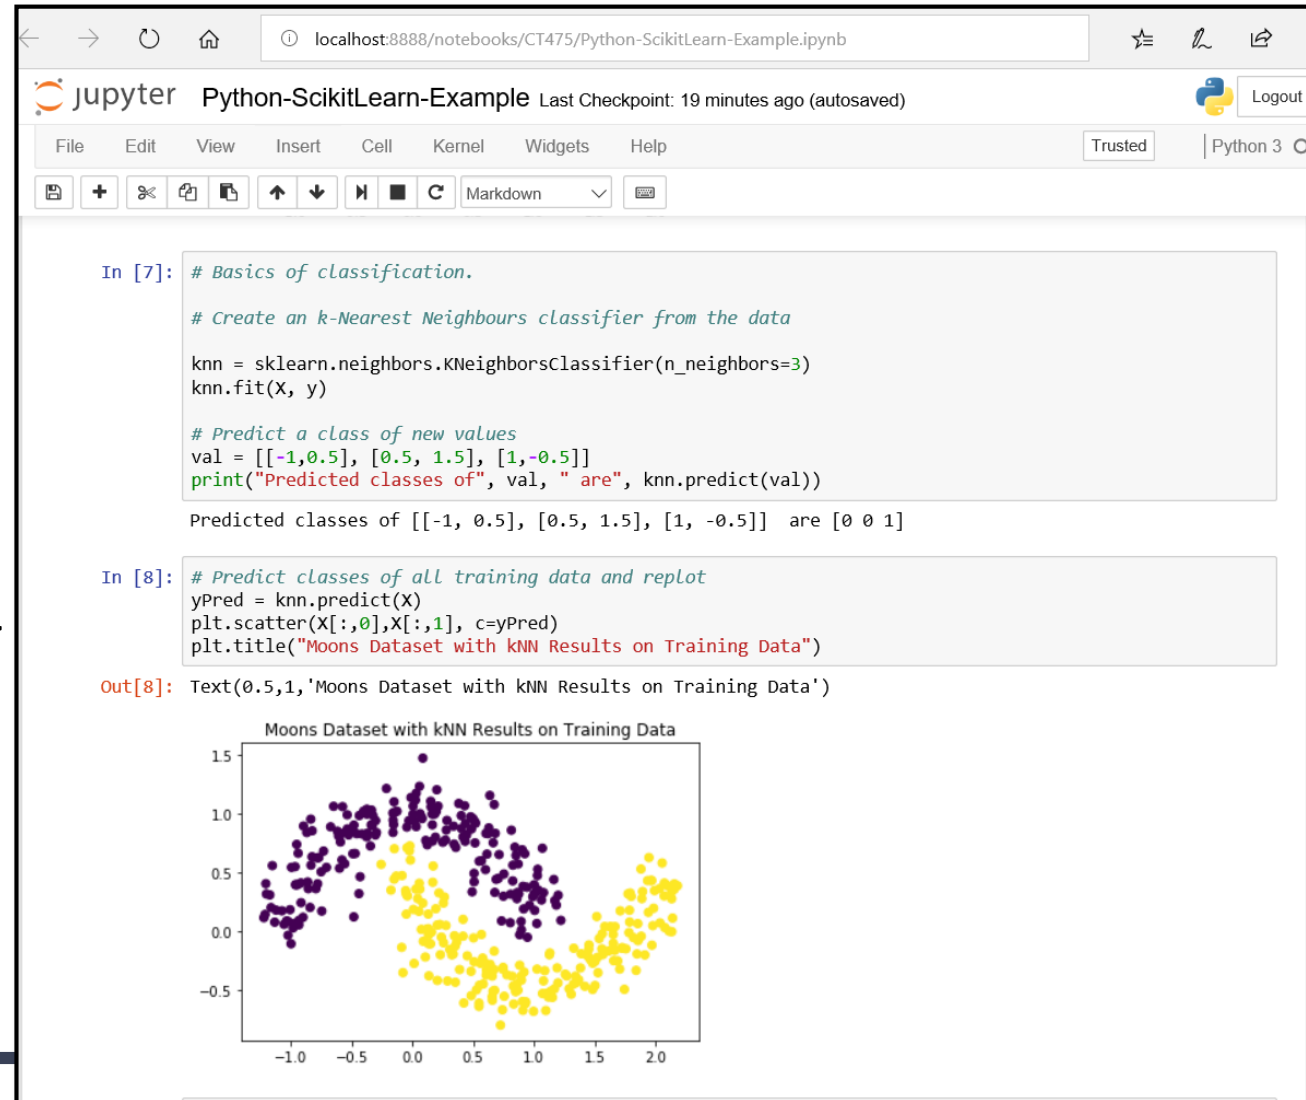 localhost:8888/notebooks/CT475/Python-ScikitLearn-Example.ipynb
jupyter Python-ScikitLearn-Example Last Checkpoint: 19 minutes ago (autosaved) Logout
File Edit View Insert Cell Kernel Widgets Help Trusted Python 3
Markdown
In [7]: # Basics of classification.
# Create an k-Nearest Neighbours classifier from the data
knn = sklearn.neighbors.KNeighborsClassifier(n_neighbors=3)
knn.fit(X, y)
# Predict a class of new values
val = [[-1,0.5], [0.5, 1.5], [1,-0.5]]
print("Predicted classes of", val, " are", knn.predict(val))
Predicted classes of [[-1, 0.5], [0.5, 1.5], [1, -0.5]]  are [0 0 1]
In [8]: # Predict classes of all training data and replot
yPred = knn.predict(X)
plt.scatter(X[:,0],X[:,1], c=yPred)
plt.title("Moons Dataset with kNN Results on Training Data")
Out[8]: Text(0.5,1,'Moons Dataset with kNN Results on Training Data')
Moons Dataset with kNN Results on Training Data
1.5
1.0
0.5
0.0
−0.5
−1.0 −0.5 0.0 0.5 1.0 1.5 2.0